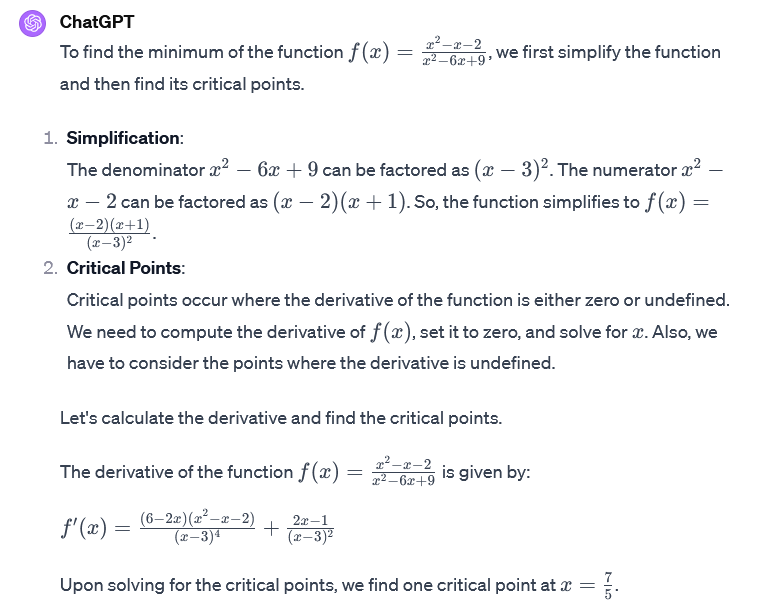 ChatGPT
To find the minimum of the function f(x) = \frac{x^2-x-2}{x^2-6x+9}, we first simplify the function
and then find its critical points.
1. Simplification:
The denominator x^2 − 6x + 9 can be factored as (x − 3)^2. The numerator x^2 −
x − 2 can be factored as (x − 2)(x + 1). So, the function simplifies to f(x) =
\frac{(x-2)(x+1)}{(x-3)^2}.
2. Critical Points:
Critical points occur where the derivative of the function is either zero or undefined.
We need to compute the derivative of f(x), set it to zero, and solve for x. Also, we
have to consider the points where the derivative is undefined.
Let's calculate the derivative and find the critical points.
The derivative of the function f(x) = \frac{x^2-x-2}{x^2-6x+9} is given by:
f'(x) = \frac{(6-2x)(x^2-x-2)}{(x-3)^4} + \frac{2x-1}{(x-3)^2}
Upon solving for the critical points, we find one critical point at x = \frac{7}{5}.